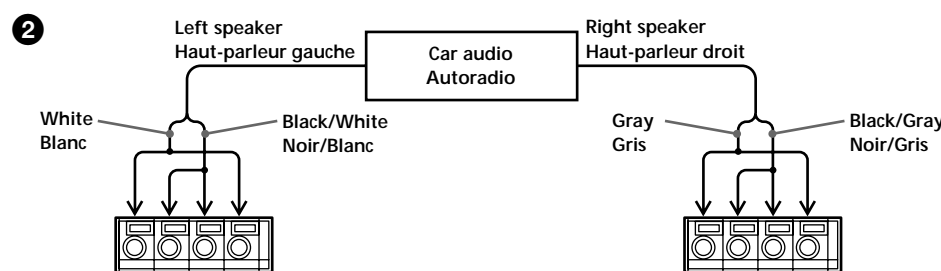 2
Left speaker
Haut-parleur gauche
Car audio
Autoradio
Right speaker
Haut-parleur droit
White
Blanc
Black/White
Noir/Blanc
Gray
Gris
Black/Gray
Noir/Gris